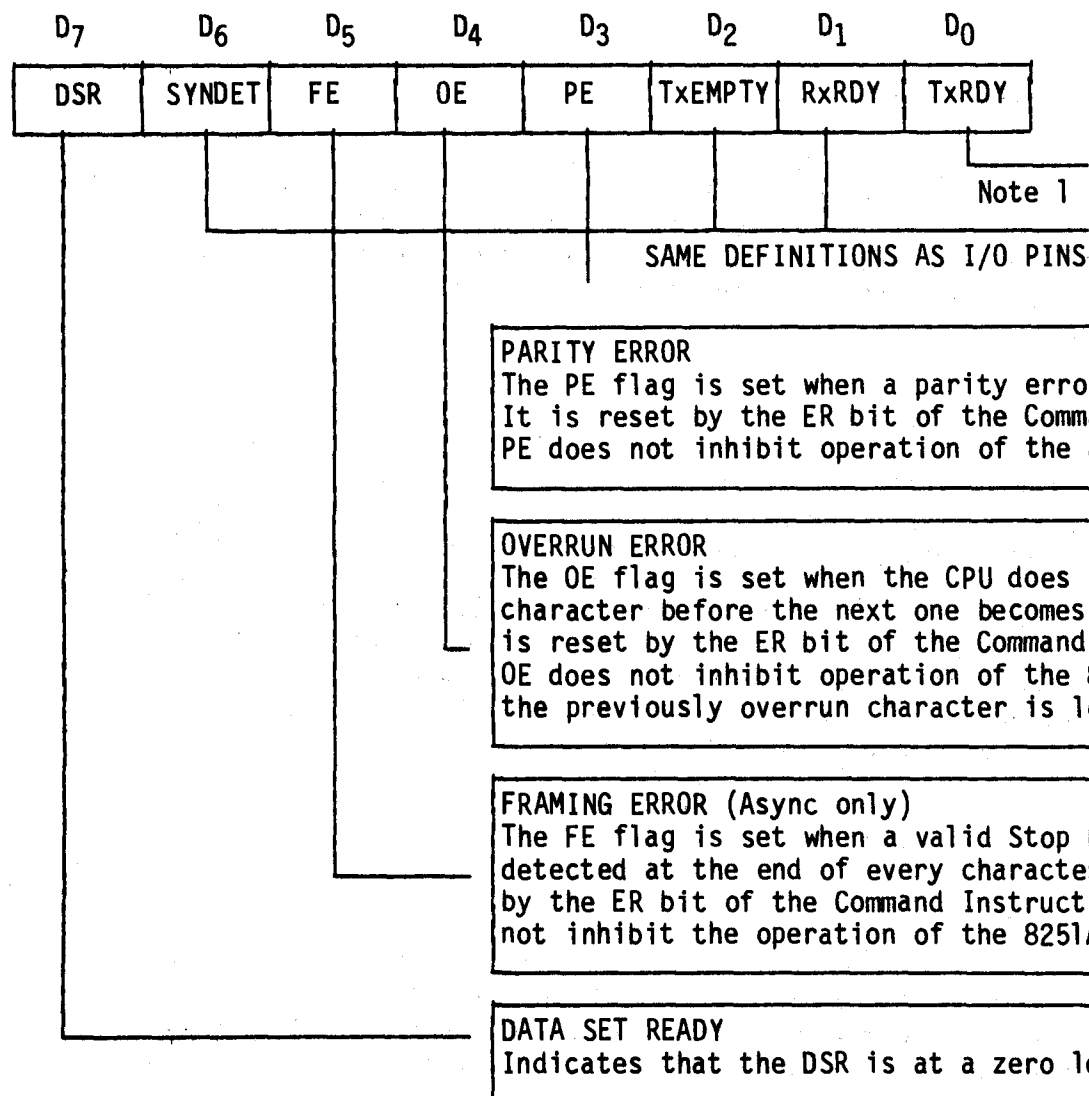 D7 D6 D5 D4 D3 D2 D1 D0
DSR SYNDET FE OE PE TxEMPTY RxRDY TxRDY
Note 1
SAME DEFINITIONS AS I/O PINS
PARITY ERROR
The PE flag is set when a parity erro
It is reset by the ER bit of the Comm
PE does not inhibit operation of the
OVERRUN ERROR
The OE flag is set when the CPU does
character before the next one becomes
is reset by the ER bit of the Command
OE does not inhibit operation of the
the previously overrun character is
FRAMING ERROR (Async only)
The FE flag is set when a valid Stop
detected at the end of every characte
by the ER bit of the Command Instruct
not inhibit the operation of the 8251
DATA SET READY
Indicates that the DSR is at a zero